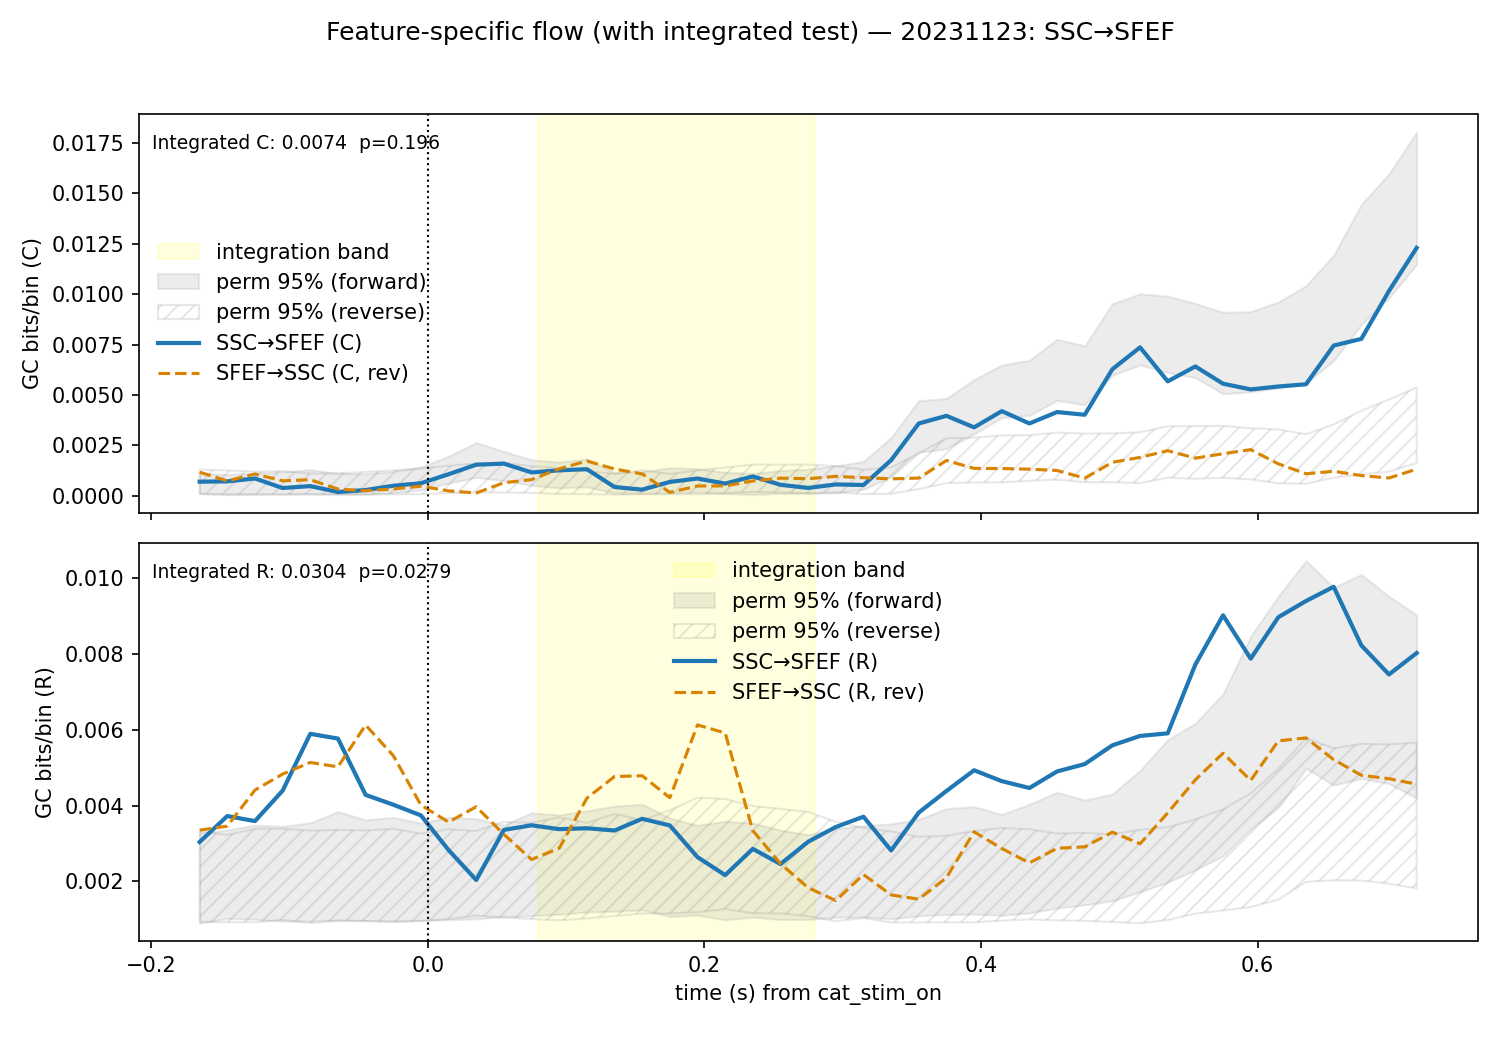 Feature-specific flow (with integrated test) — 20231123: SSC→SFEF
Integrated C: 0.0074  p=0.196
integration band
perm 95% (forward)
perm 95% (reverse)
SSC→SFEF (C)
SFEF→SSC (C, rev)
GC bits/bin (C)
0.0175
0.0150
0.0125
0.0100
0.0075
0.0050
0.0025
0.0000
Integrated R: 0.0304  p=0.0279
integration band
perm 95% (forward)
perm 95% (reverse)
SSC→SFEF (R)
SFEF→SSC (R, rev)
GC bits/bin (R)
0.010
0.008
0.006
0.004
0.002
−0.2 0.0 0.2 0.4 0.6
time (s) from cat_stim_on